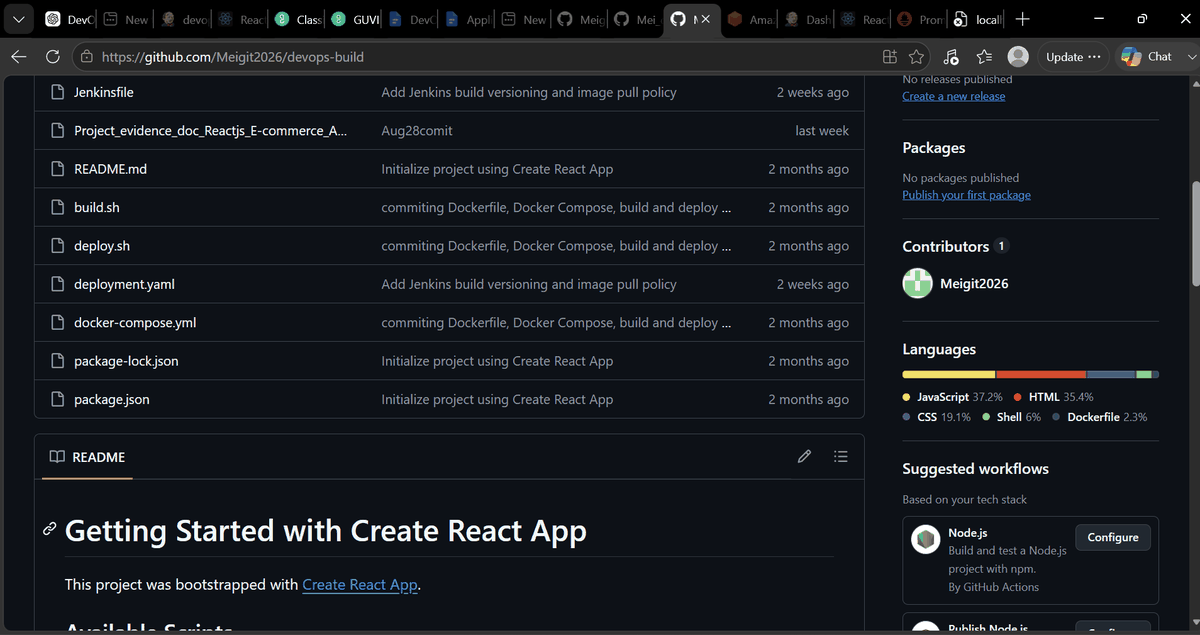 DevC
New
devo
Reac
Class
GUVI
DevC
Appl
New
Meig
Mei_
Ama
Dash
Reac
Pron
locall
https://github.com/Meigit2026/devops-build
Update
Chat
Jenkinsfile Add Jenkins build versioning and image pull policy 2 weeks ago
Project_evidence_doc_Reactjs_E-commerce_A... Aug28comit last week
README.md Initialize project using Create React App 2 months ago
build.sh commiting Dockerfile, Docker Compose, build and deploy ... 2 months ago
deploy.sh commiting Dockerfile, Docker Compose, build and deploy ... 2 months ago
deployment.yaml Add Jenkins build versioning and image pull policy 2 weeks ago
docker-compose.yml commiting Dockerfile, Docker Compose, build and deploy ... 2 months ago
package-lock.json Initialize project using Create React App 2 months ago
package.json Initialize project using Create React App 2 months ago
README
Getting Started with Create React App
This project was bootstrapped with Create React App.
Available Scripts
No releases published
Create a new release
Packages
No packages published
Publish your first package
Contributors 1
Meigit2026
Languages
JavaScript 37.2% HTML 35.4%
CSS 19.1% Shell 6% Dockerfile 2.3%
Suggested workflows
Based on your tech stack
Node.js
Configure
Build and test a Node.js
project with npm.
By GitHub Actions
Publish Node.js
Configure